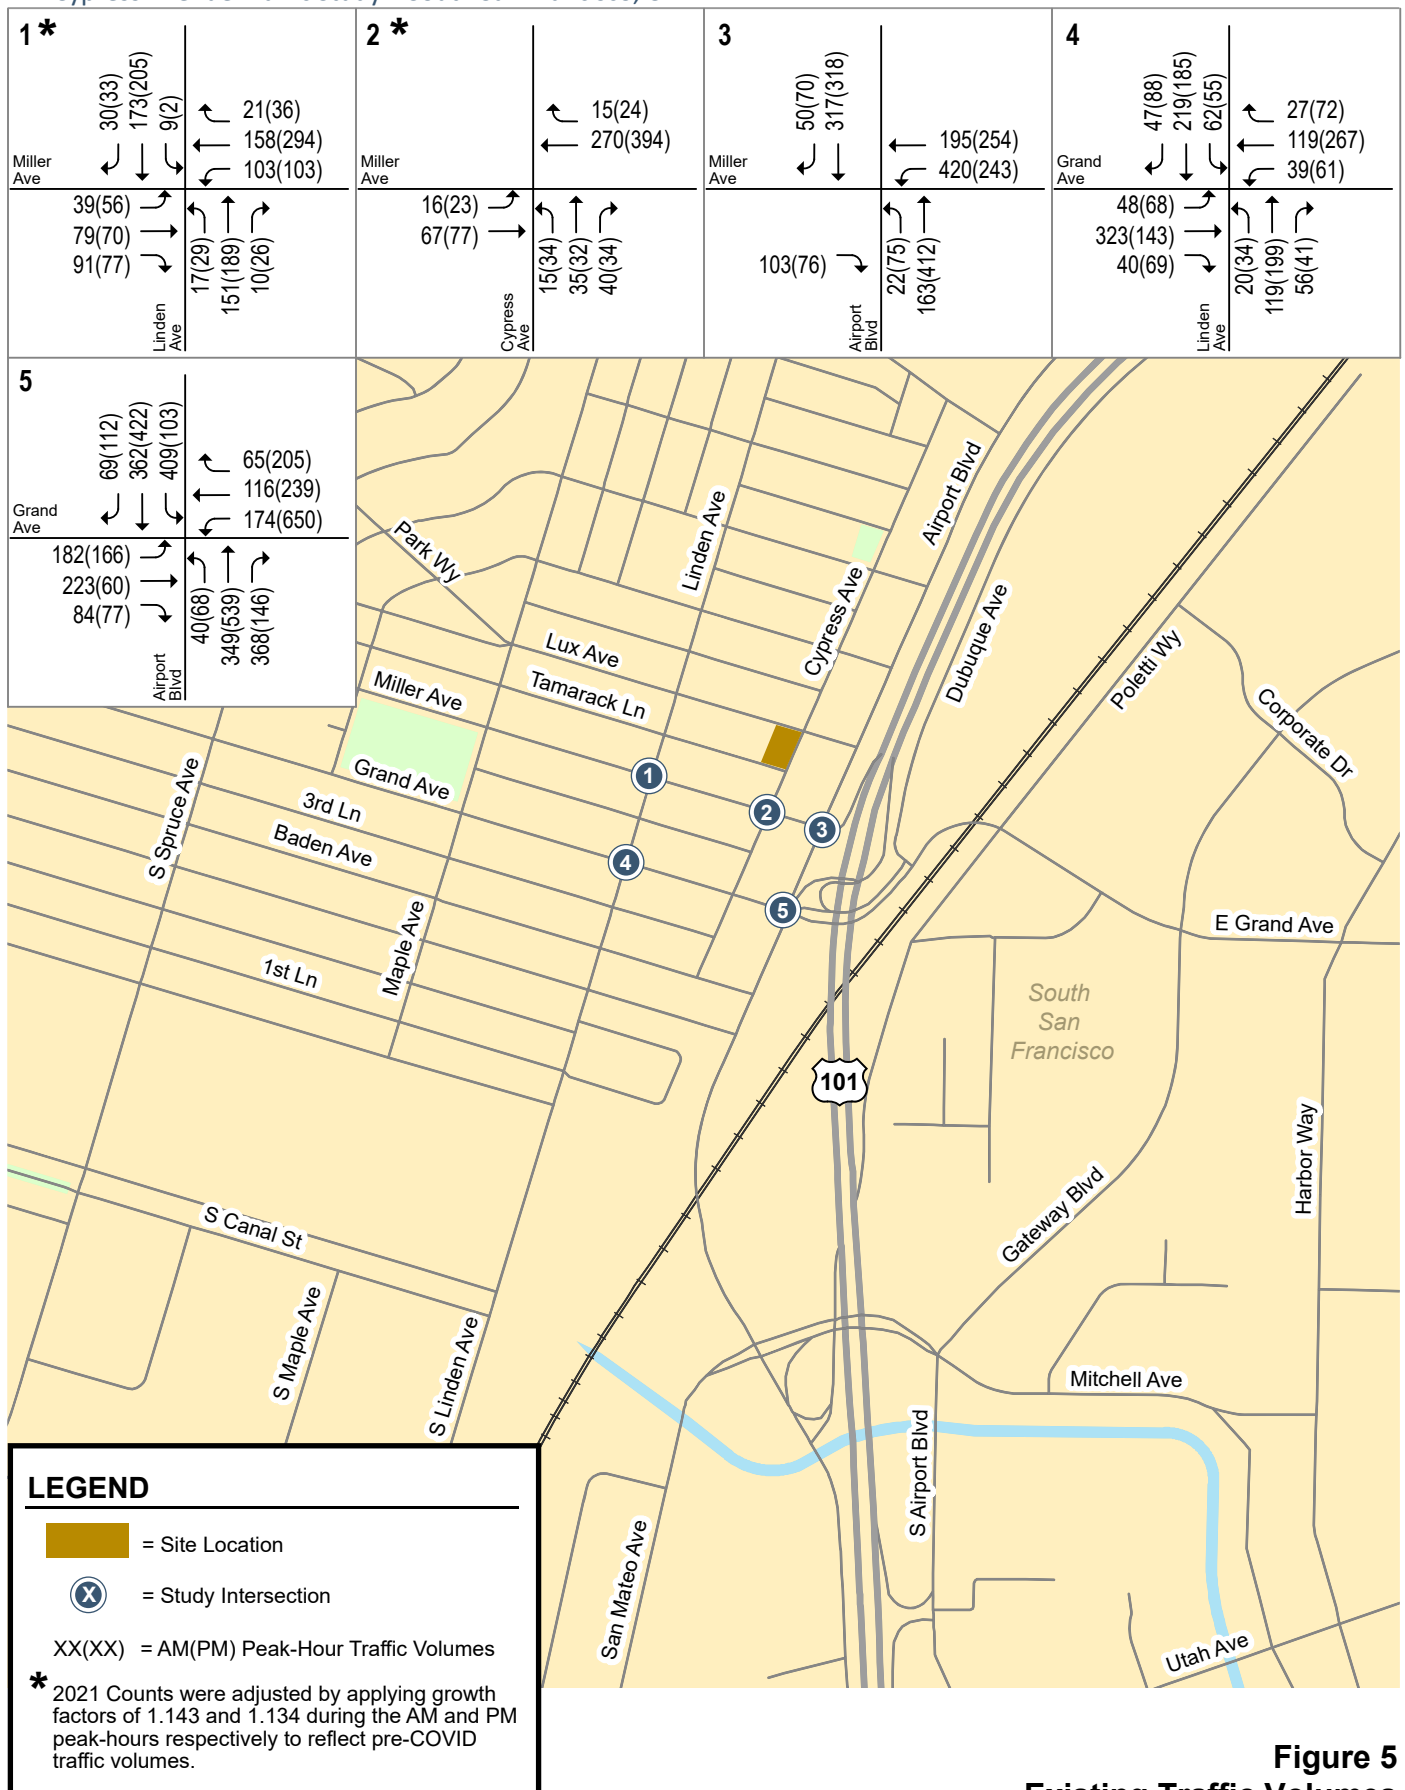 1*
30(33)
173(205)
9(2)
21(36)
158(294)
103(103)
Miller
Ave
39(56)
79(70)
91(77)
17(29)
151(189)
10(26)
Linden
Ave
2*
15(24)
270(394)
Miller
Ave
16(23)
67(77)
15(34)
35(32)
40(34)
Cypress
Ave
3
50(70)
317(318)
195(254)
420(243)
Miller
Ave
103(76)
22(75)
163(412)
Airport
Blvd
4
47(88)
219(185)
62(55)
27(72)
119(267)
39(61)
Grand
Ave
48(68)
323(143)
40(69)
20(34)
119(199)
56(41)
Linden
Ave
5
69(112)
362(422)
409(103)
65(205)
116(239)
174(650)
Grand
Ave
182(166)
223(60)
84(77)
40(68)
349(539)
368(146)
Airport
Blvd
Airport Blvd
Linden Ave
Park Wy
Cypress Ave
Dubuque Ave
Lux Ave
Poletti Wy
Tamarack Ln
Miller Ave
Corporate Dr
Grand Ave
1
2
3
3rd Ln
S Spruce Ave
Baden Ave
4
5
E Grand Ave
Maple Ave
1st Ln
South
San
Francisco
101
Harbor Way
Gateway Blvd
S Canal St
S Maple Ave
S Linden Ave
Mitchell Ave
S Airport Blvd
San Mateo Ave
Utah Ave
LEGEND
= Site Location
X = Study Intersection
XX(XX) = AM(PM) Peak-Hour Traffic Volumes
* 2021 Counts were adjusted by applying growth
factors of 1.143 and 1.134 during the AM and PM
peak-hours respectively to reflect pre-COVID
traffic volumes.
Figure 5
Existing Traffic Volumes